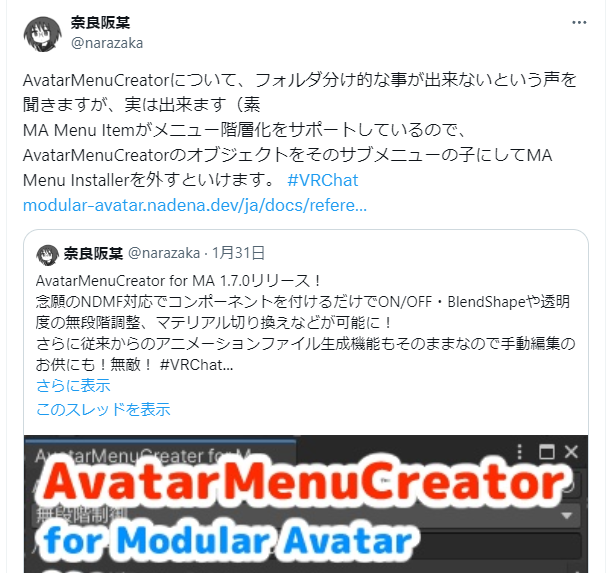 奈良阪某
@narazaka
AvatarMenuCreatorについて、フォルダ分け的な事が出来ないという声を
聞きますが、実は出来ます（素
MA Menu Itemがメニュー階層化をサポートしているので、
AvatarMenuCreatorのオブジェクトをそのサブメニューの子にしてMA
Menu Installerを外すといけます。 #VRChat
modular-avatar.nadena.dev/ja/docs/refere...
奈良阪某 @narazaka · 1月31日
AvatarMenuCreator for MA 1.7.0リリース！
念願のNDMF対応でコンポーネントを付けるだけでON/OFF・BlendShapeや透明
度の無段階調整、マテリアル切り換えなどが可能に！
さらに従来からのアニメーションファイル生成機能もそのままなので手動編集の
お供にも！無敵！ #VRChat...
さらに表示
このスレッドを表示
AvatarMenuCreater for M
AvatarMenuCreator
無段階制御
for Modular Avatar